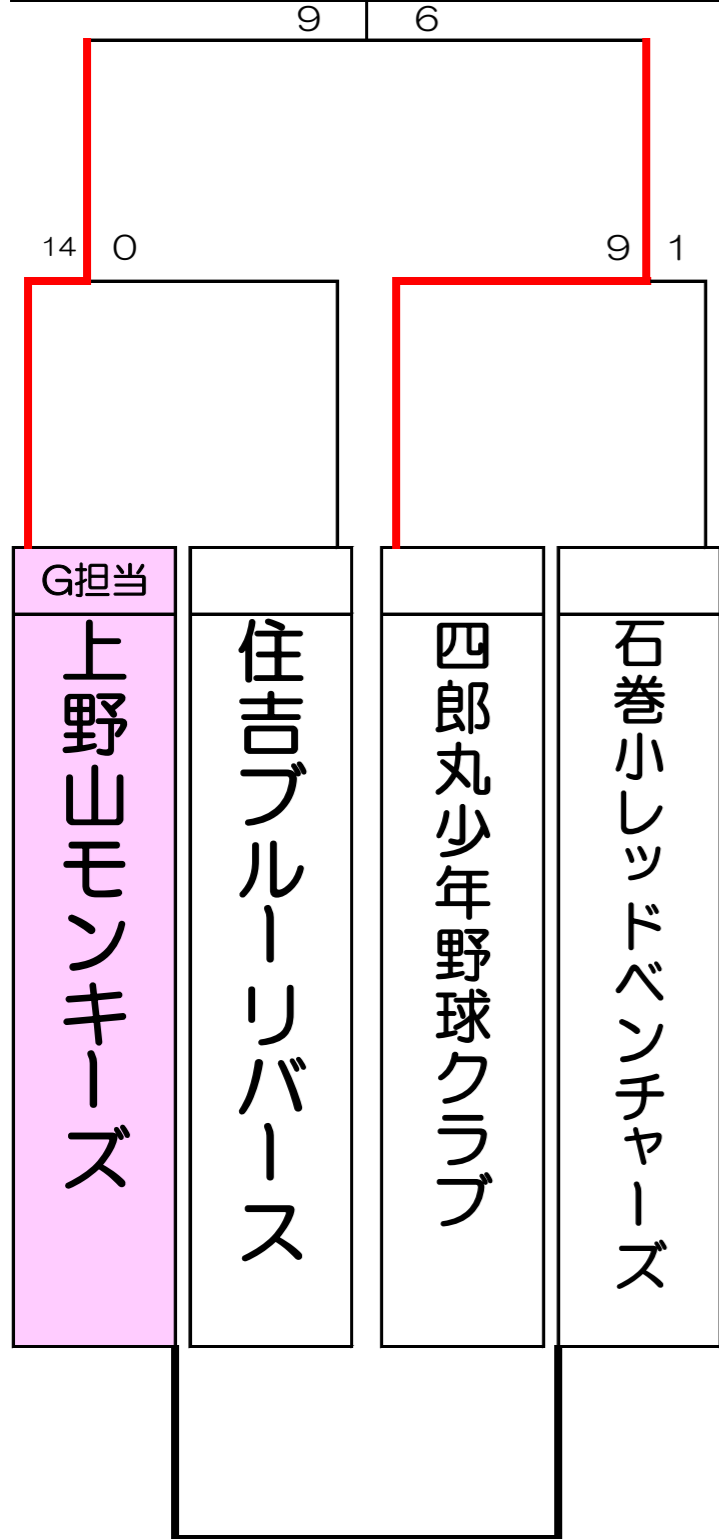 ９ ６
14 ０ ９ １
G担当
上野山モンキーズ
住吉ブルーリバース
四郎丸少年野球クラブ
石巻小レッドベンチャーズ